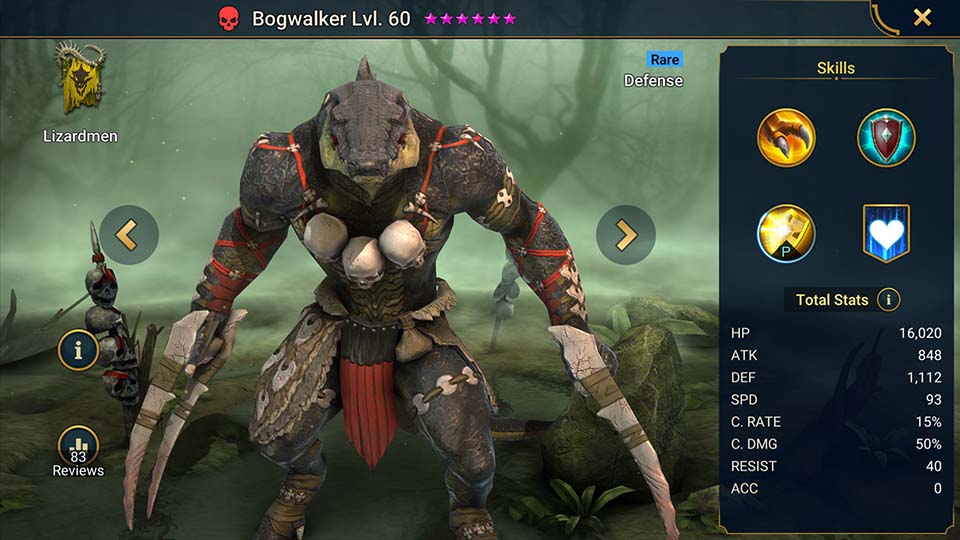 Bogwalker Lvl. 60
Lizardmen
Rare
Defense
83
Reviews
Skills
P
Total Stats i
HP 16,020
ATK 848
DEF 1,112
SPD 93
C. RATE 15%
C. DMG 50%
RESIST 40
ACC 0